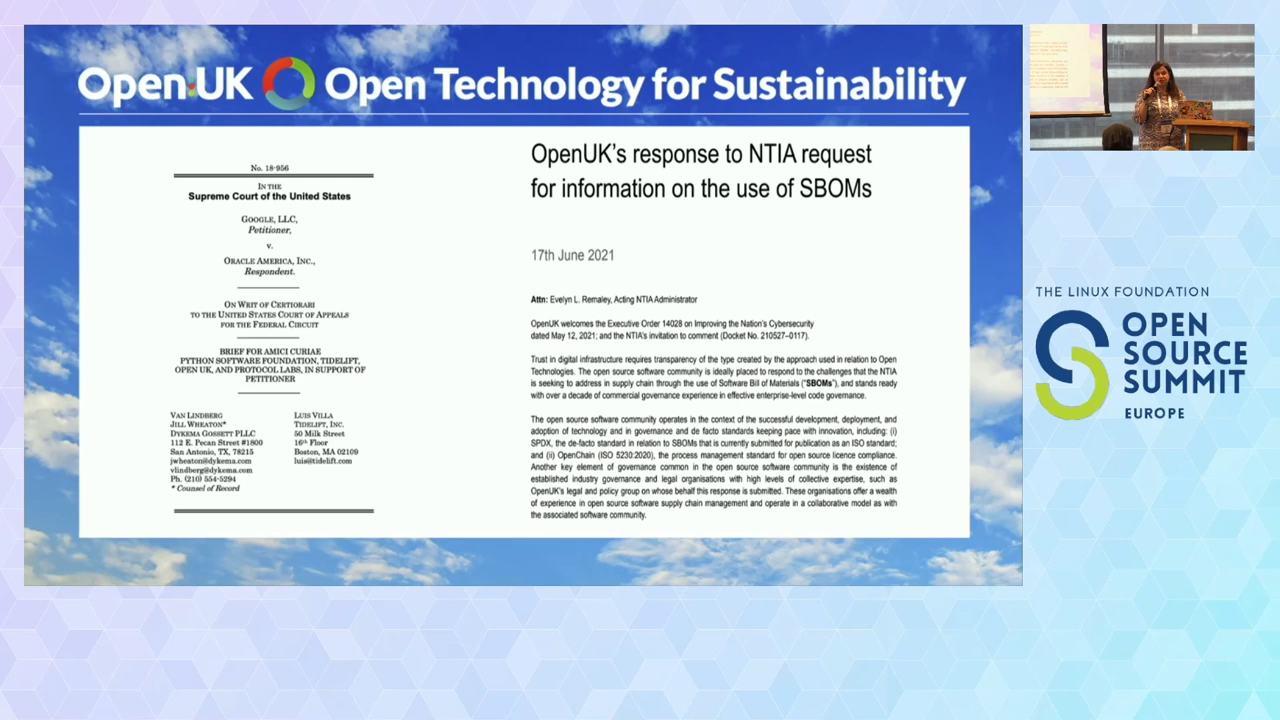 OpenUK Open Technology for Sustainability
No. 18-956
IN THE
Supreme Court of the United States
GOOGLE, LLC,
Petitioner,
v.
ORACLE AMERICA, INC.,
Respondent.
ON WRIT OF CERTIORARI
TO THE UNITED STATES COURT OF APPEALS
FOR THE FEDERAL CIRCUIT
BRIEF FOR AMICI CURIAE
PYTHON SOFTWARE FOUNDATION, TIDELIFT,
OPEN UK, AND PROTOCOL LABS, IN SUPPORT OF
PETITIONER
VAN LINDBERG
JILL WHEATON*
DYKEMA GOSSETT PLLC
112 E. Pecan Street #1800
San Antonio, TX, 78215
jwheaton@dykema.com
vlindberg@dykema.com
Ph. (210) 554-5294
* Counsel of Record
LUIS VILLA
TIDELIFT, INC.
50 Milk Street
16th Floor
Boston, MA 02109
luis@tidelift.com
OpenUK's response to NTIA request
for information on the use of SBOMs
17th June 2021
Attn: Evelyn L. Remaley, Acting NTIA Administrator
OpenUK welcomes the Executive Order 14028 on Improving the Nation's Cybersecurity
dated May 12, 2021; and the NTIA's invitation to comment (Docket No. 210527–0117).
Trust in digital infrastructure requires transparency of the type created by the approach used in relation to Open
Technologies. The open source software community is ideally placed to respond to the challenges that the NTIA
is seeking to address in supply chain through the use of Software Bill of Materials ("SBOMs"), and stands ready
with over a decade of commercial governance experience in effective enterprise-level code governance.
The open source software community operates in the context of the successful development, deployment, and
adoption of technology and in governance and de facto standards keeping pace with innovation, including: (i)
SPDX, the de-facto standard in relation to SBOMs that is currently submitted for publication as an ISO standard;
and (ii) OpenChain (ISO 5230:2020), the process management standard for open source licence compliance.
Another key element of governance common in the open source software community is the existence of
established industry governance and legal organisations with high levels of collective expertise, such as
OpenUK's legal and policy group on whose behalf this response is submitted. These organisations offer a wealth
of experience in open source software supply chain management and operate in a collaborative model as with
the associated software community.
THE LINUX FOUNDATION
OPEN
SOURCE
SUMMIT
EUROPE